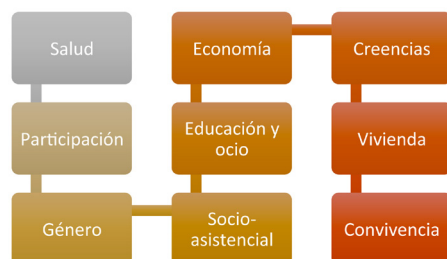 Salud
Participación
Género
Socio-
asistencial
Educación y
ocio
Economía
Creencias
Vivienda
Convivencia